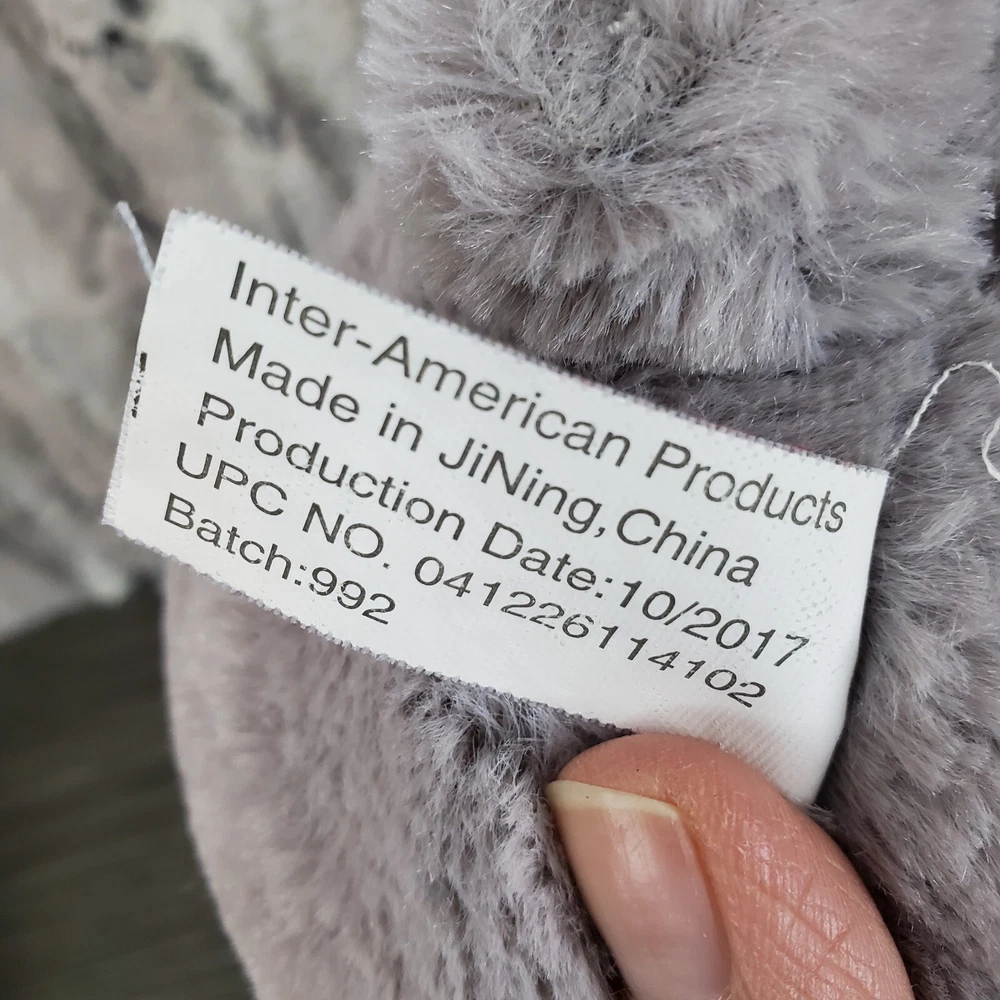 Inter-American Products
Made in JiNing,China
Production Date:10/2017
UPC NO. 041226114102
Batch:992